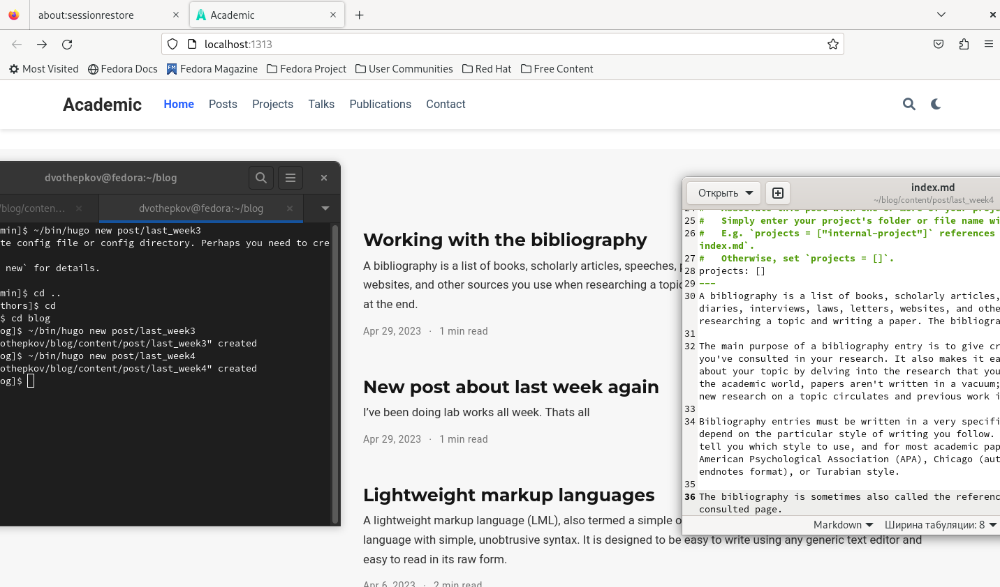 about:sessionrestore
Academic
localhost:1313
Most Visited Fedora Docs Fedora Magazine Fedora Project User Communities Red Hat Free Content
Academic Home Posts Projects Talks Publications Contact
dvothepkov@fedora:~/blog
/blog/conten… dvothepkov@fedora:~/blog
min]$ ~/bin/hugo new post/last_week3
te config file or config directory. Perhaps you need to cre
new` for details.
min]$ cd ..
thors]$ cd
$ cd blog
og]$ ~/bin/hugo new post/last_week3
othepkov/blog/content/post/last_week3" created
og]$ ~/bin/hugo new post/last_week4
othepkov/blog/content/post/last_week4" created
og]$
Working with the bibliography
A bibliography is a list of books, scholarly articles, speeches,
websites, and other sources you use when researching a topic
at the end.
Apr 29, 2023 · 1 min read
New post about last week again
I've been doing lab works all week. Thats all
Apr 29, 2023 · 1 min read
Lightweight markup languages
A lightweight markup language (LML), also termed a simple o
language with simple, unobtrusive syntax. It is designed to be easy to write using any generic text editor and
easy to read in its raw form.
Apr 6, 2023 · 2 min read
Открыть
index.md
~/blog/content/post/last_week4
24 # Associate this post with one or more of your proje
25 # Simply enter your project's folder or file name wi
26 # E.g. `projects = ["internal-project"]` references
index.md`.
27 # Otherwise, set `projects = []`.
28 projects: []
29 ---
30 A bibliography is a list of books, scholarly articles,
diaries, interviews, laws, letters, websites, and othe
researching a topic and writing a paper. The bibliogra
31
32 The main purpose of a bibliography entry is to give cr
you've consulted in your research. It also makes it ea
about your topic by delving into the research that you
the academic world, papers aren't written in a vacuum;
new research on a topic circulates and previous work i
33
34 Bibliography entries must be written in a very specifi
depend on the particular style of writing you follow.
tell you which style to use, and for most academic pap
American Psychological Association (APA), Chicago (aut
endnotes format), or Turabian style.
35
36 The bibliography is sometimes also called the referenc
consulted page.
Markdown Ширина табуляции: 8